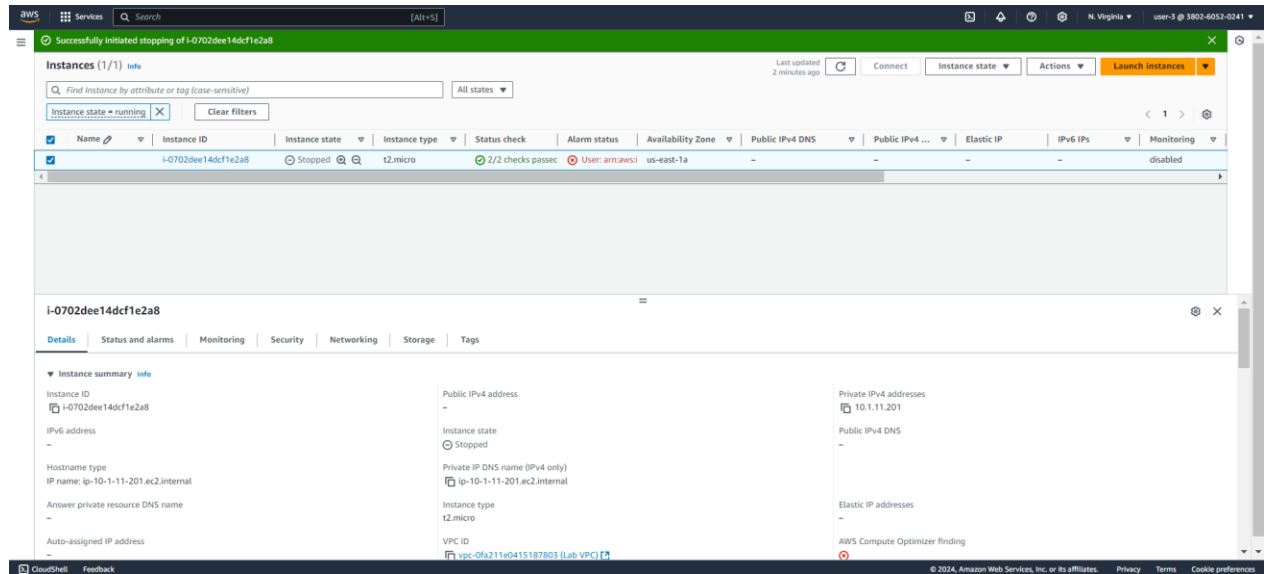 aws Services Search [Alt+S] N. Virginia user-3 @ 3802-6052-0241
Successfully initiated stopping of i-0702dee14dcf1e2a8
Instances (1/1) Info Last updated 2 minutes ago Connect Instance state Actions Launch instances
Find Instance by attribute or tag (case-sensitive) All states
Instance state = running Clear filters 1
Name Instance ID Instance state Instance type Status check Alarm status Availability Zone Public IPv4 DNS Public IPv4 ... Elastic IP IPv6 IPs Monitoring
i-0702dee14dcf1e2a8 Stopped t2.micro 2/2 checks passec User: arn:aws:i us-east-1a – – – – disabled
i-0702dee14dcf1e2a8
Details Status and alarms Monitoring Security Networking Storage Tags
Instance summary Info
Instance ID Public IPv4 address Private IPv4 addresses
i-0702dee14dcf1e2a8 – 10.1.11.201
IPv6 address Instance state Public IPv4 DNS
– Stopped –
Hostname type Private IP DNS name (IPv4 only)
IP name: ip-10-1-11-201.ec2.internal ip-10-1-11-201.ec2.internal
Answer private resource DNS name Instance type Elastic IP addresses
– t2.micro –
Auto-assigned IP address VPC ID AWS Compute Optimizer finding
– vpc-0fa211e0415187803 (Lab VPC)
CloudShell Feedback © 2024, Amazon Web Services, Inc. or its affiliates. Privacy Terms Cookie preferences